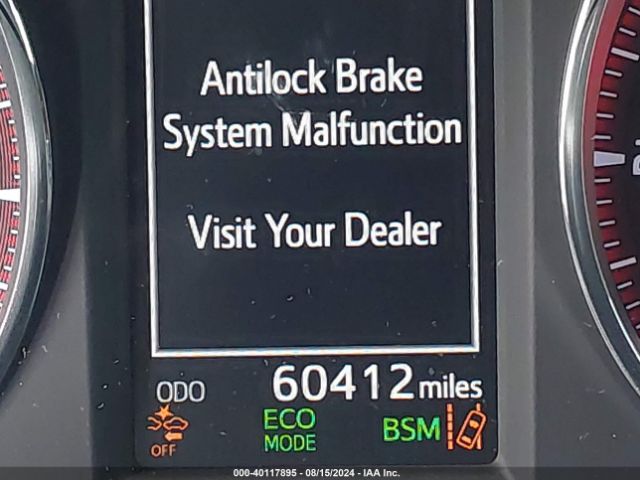 Antilock Brake
System Malfunction
Visit Your Dealer
ODO 60412 miles
OFF ECO MODE BSM
000-40117895 - 08/15/2024 - IAA Inc.